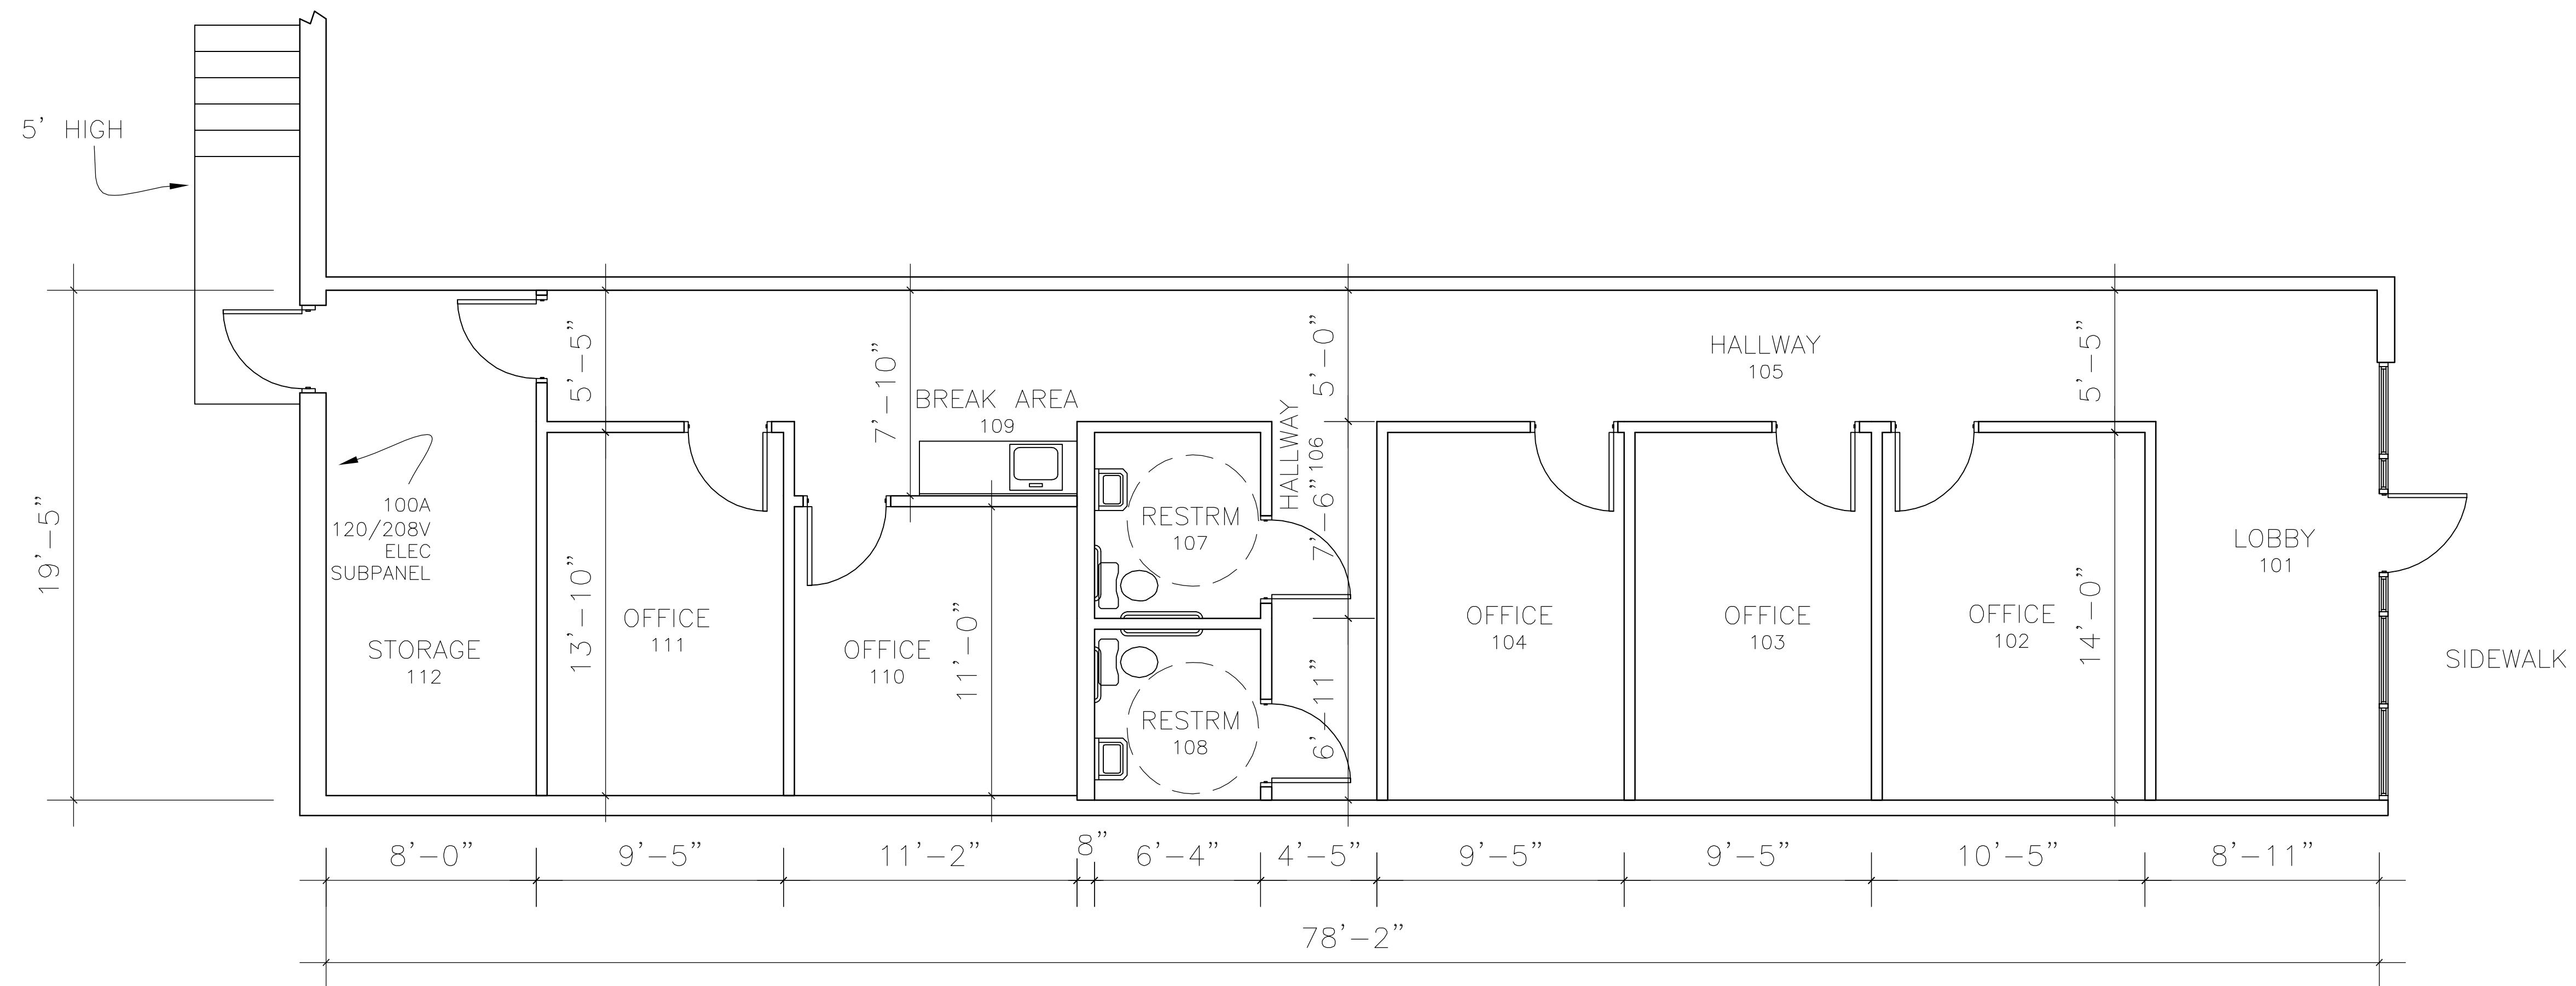 5' HIGH
19'-5"
100A
120/208V
ELEC
SUBPANEL
STORAGE
112
5'-5"
13'-10"
OFFICE
111
7'-10"
BREAK AREA
109
OFFICE
110
11'-0"
RESTRM
107
RESTRM
108
HALLWAY
106
5'-0"
7'-6"
6'-11"
HALLWAY
105
OFFICE
104
OFFICE
103
OFFICE
102
5'-5"
14'-0"
LOBBY
101
SIDEWALK
8'-0"
9'-5"
11'-2"
8"
6'-4"
4'-5"
9'-5"
9'-5"
10'-5"
8'-11"
78'-2"